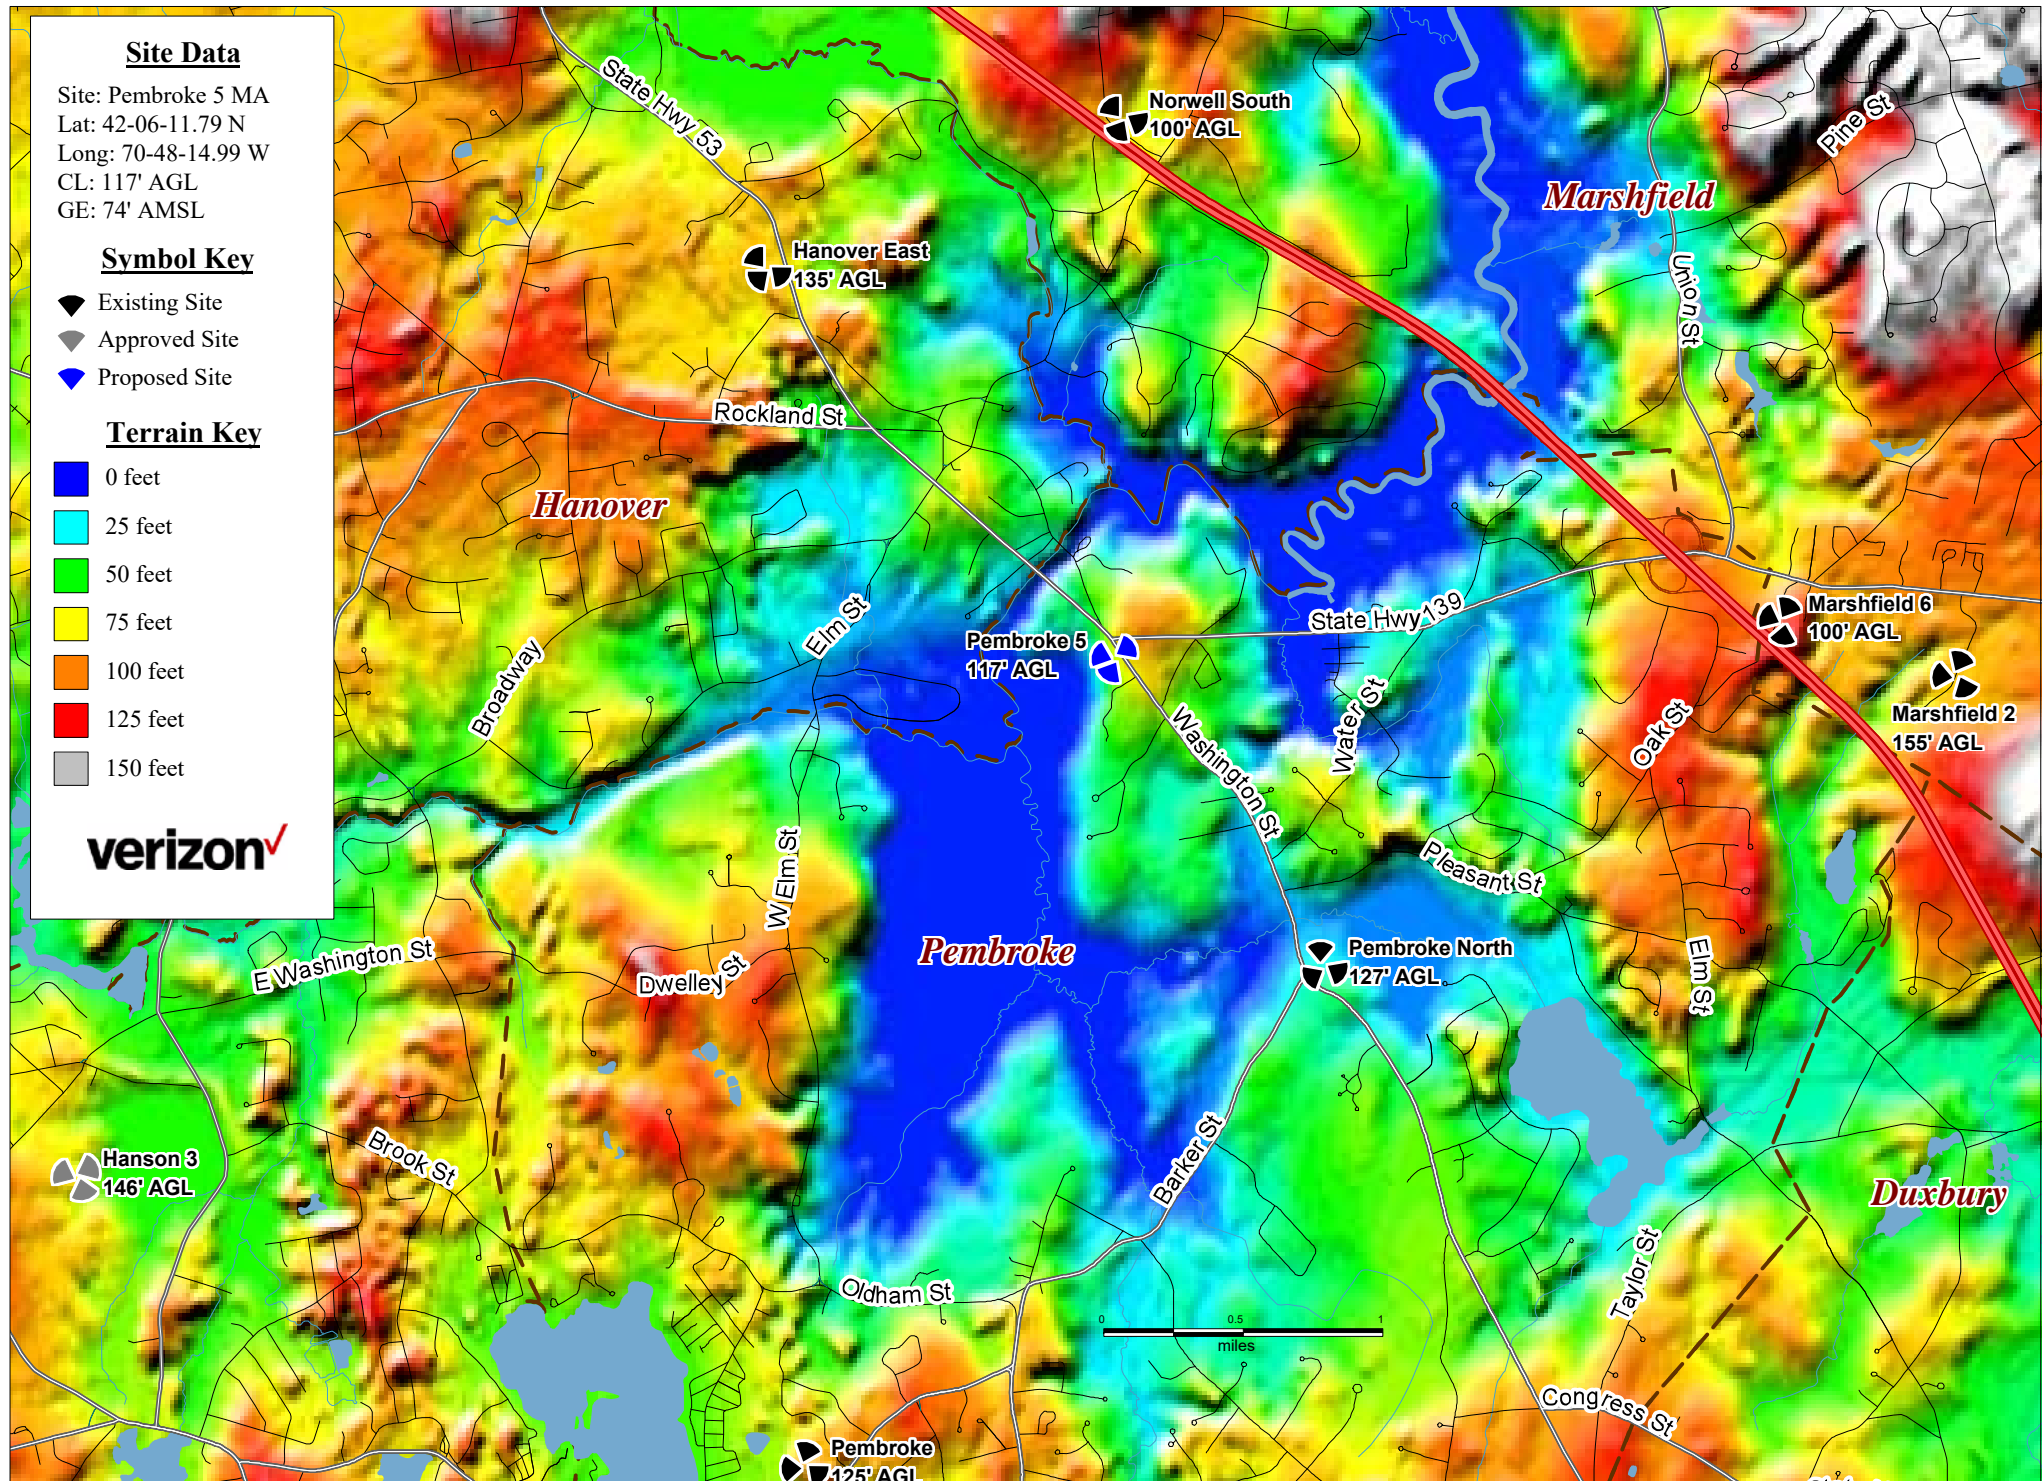 Site Data
Site: Pembroke 5 MA
Lat: 42-06-11.79 N
Long: 70-48-14.99 W
CL: 117' AGL
GE: 74' AMSL
Symbol Key
Existing Site
Approved Site
Proposed Site
Terrain Key
0 feet
25 feet
50 feet
75 feet
100 feet
125 feet
150 feet
verizon
State Hwy 53
Norwell South
100' AGL
Pine St
Marshfield
Hanover East
135' AGL
Union St
Rockland St
Hanover
Elm St
State Hwy 139
Marshfield 6
100' AGL
Pembroke 5
117' AGL
Broadway
Marshfield 2
155' AGL
Water St
Oak St
Washington St
W Elm St
Pleasant St
Pembroke
E Washington St
Dwelley St
Pembroke North
127' AGL
Elm St
Hanson 3
146' AGL
Brook St
Barker St
Duxbury
Taylor St
Oldham St
0 0.5 1
miles
Congress St
Pembroke
125' AGL